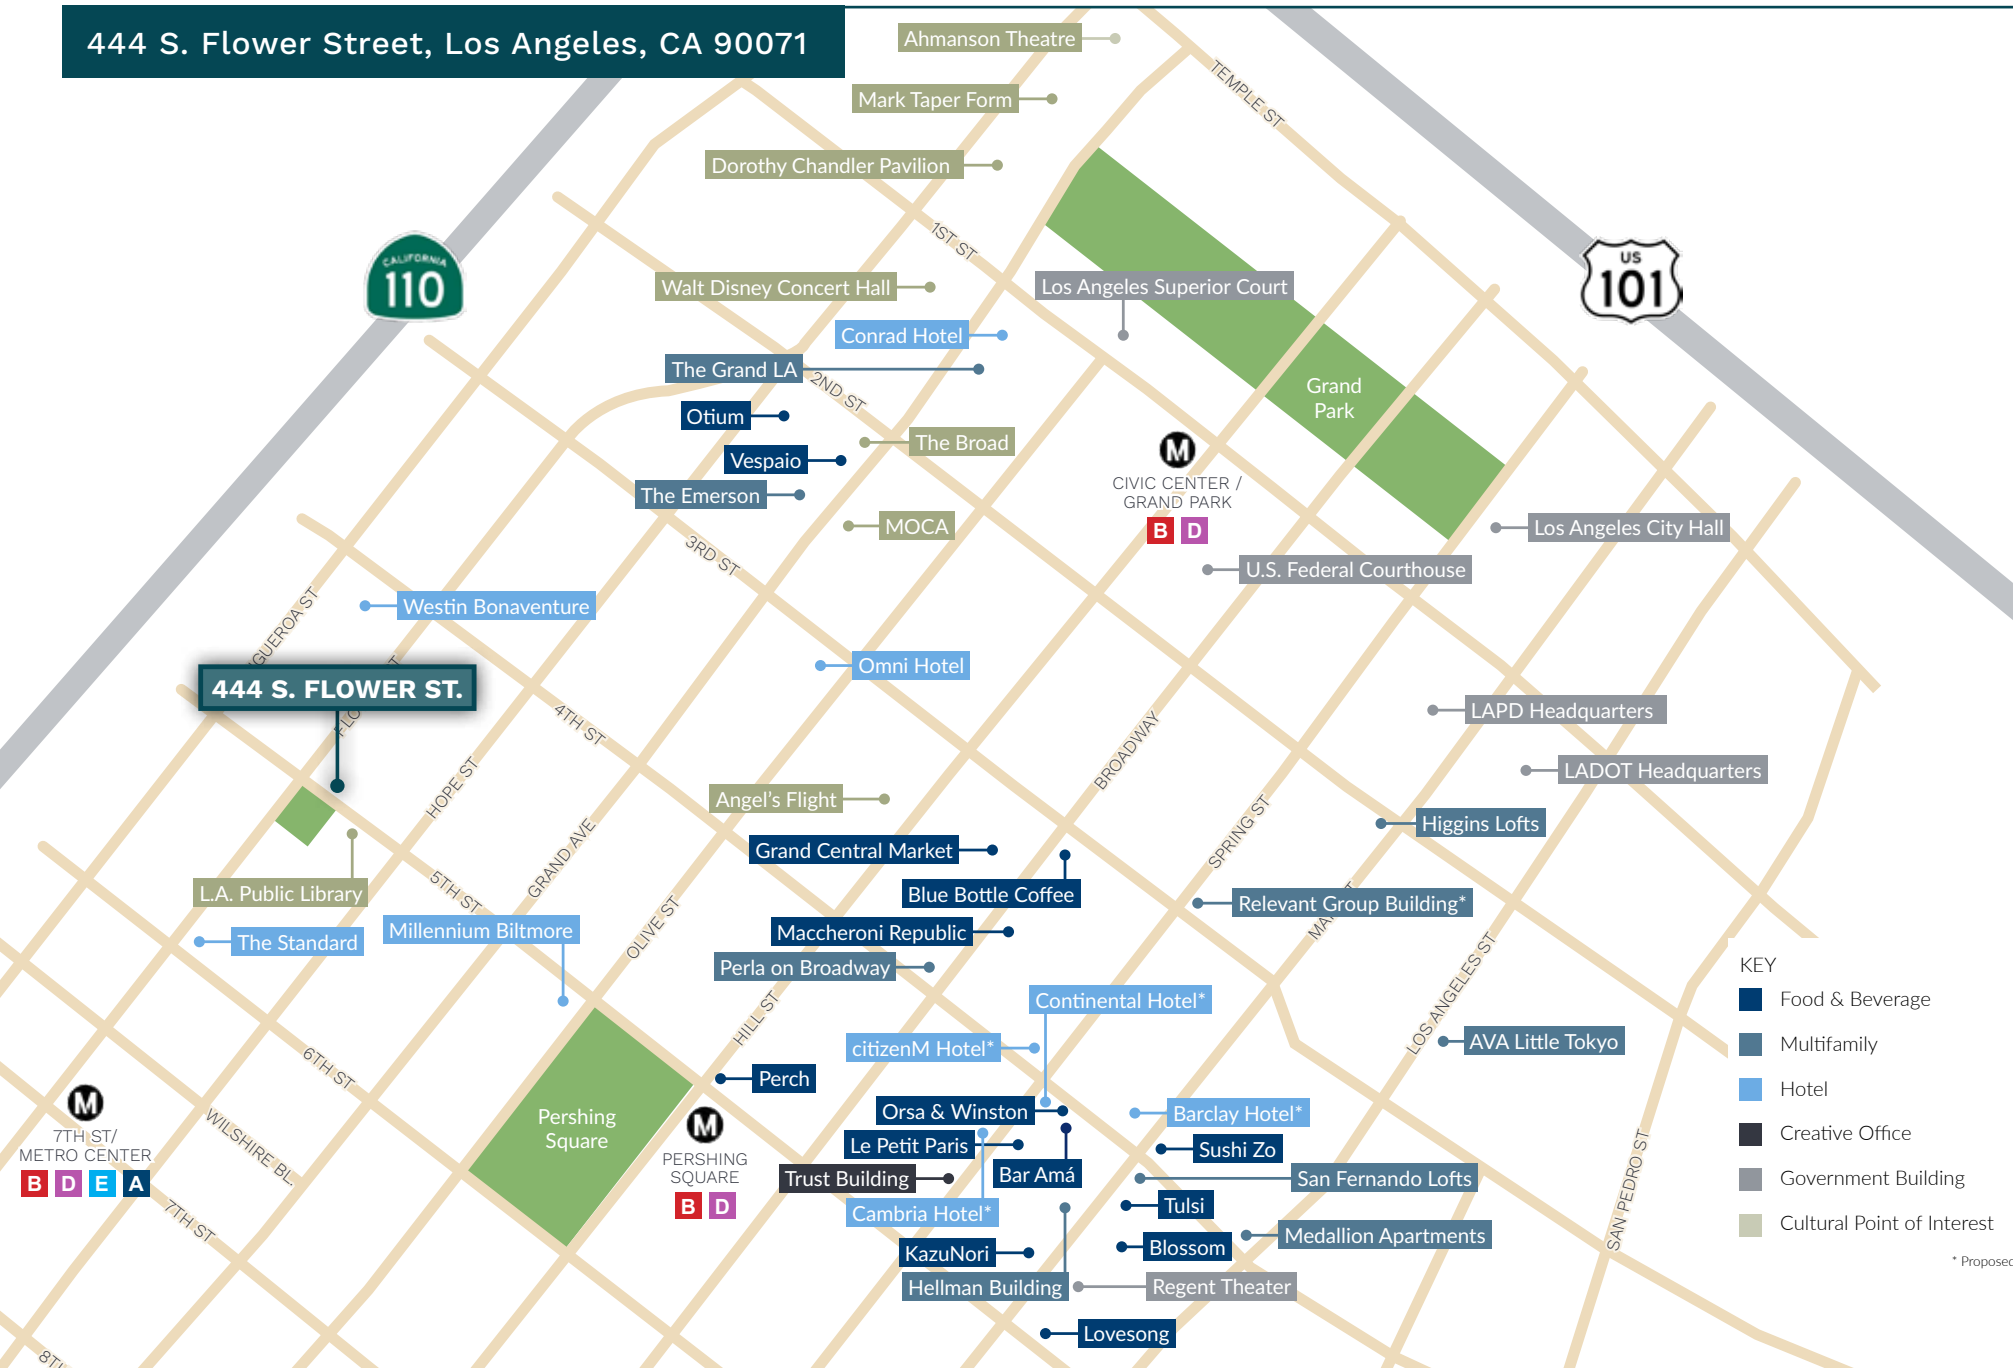 444 S. Flower Street, Los Angeles, CA 90071
Ahmanson Theatre
TEMPLE ST
Mark Taper Form
Dorothy Chandler Pavilion
1ST ST
CALIFORNIA
110
US
101
Walt Disney Concert Hall
Los Angeles Superior Court
Conrad Hotel
The Grand LA
2ND ST
Grand
Park
Otium
The Broad
Vespaio
CIVIC CENTER /
GRAND PARK
M
B D
The Emerson
MOCA
Los Angeles City Hall
3RD ST
U.S. Federal Courthouse
Westin Bonaventure
Omni Hotel
444 S. FLOWER ST.
4TH ST
LAPD Headquarters
BROADWAY
LADOT Headquarters
HOPE ST
Angel's Flight
Higgins Lofts
SPRING ST
Grand Central Market
GRAND AVE
Blue Bottle Coffee
L.A. Public Library
5TH ST
Relevant Group Building*
Millennium Biltmore
OLIVE ST
Maccheroni Republic
The Standard
Perla on Broadway
LOS ANGELES ST
Continental Hotel*
HILL ST
citizenM Hotel*
AVA Little Tokyo
6TH ST
Perch
M
7TH ST/
METRO CENTER
B D E A
WILSHIRE BL.
Pershing
Square
M
PERSHING
SQUARE
B D
Orsa & Winston
Barclay Hotel*
Le Petit Paris
Sushi Zo
Trust Building
Bar Amá
San Fernando Lofts
Tulsi
Cambria Hotel*
7TH ST
SAN PEDRO ST
Medallion Apartments
KazuNori
Blossom
Hellman Building
Regent Theater
Lovesong
KEY
Food & Beverage
Multifamily
Hotel
Creative Office
Government Building
Cultural Point of Interest
* Proposed